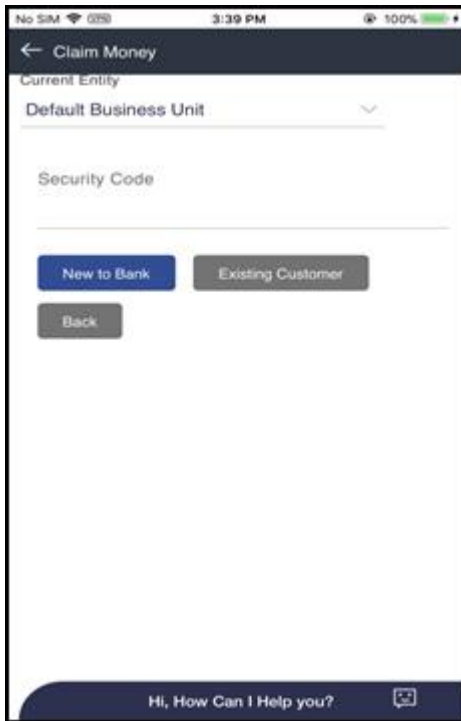 No SIM VPN 3:39 PM 100%
Claim Money
Current Entity
Default Business Unit
Security Code
New to Bank Existing Customer
Back
Hi, How Can I Help you?